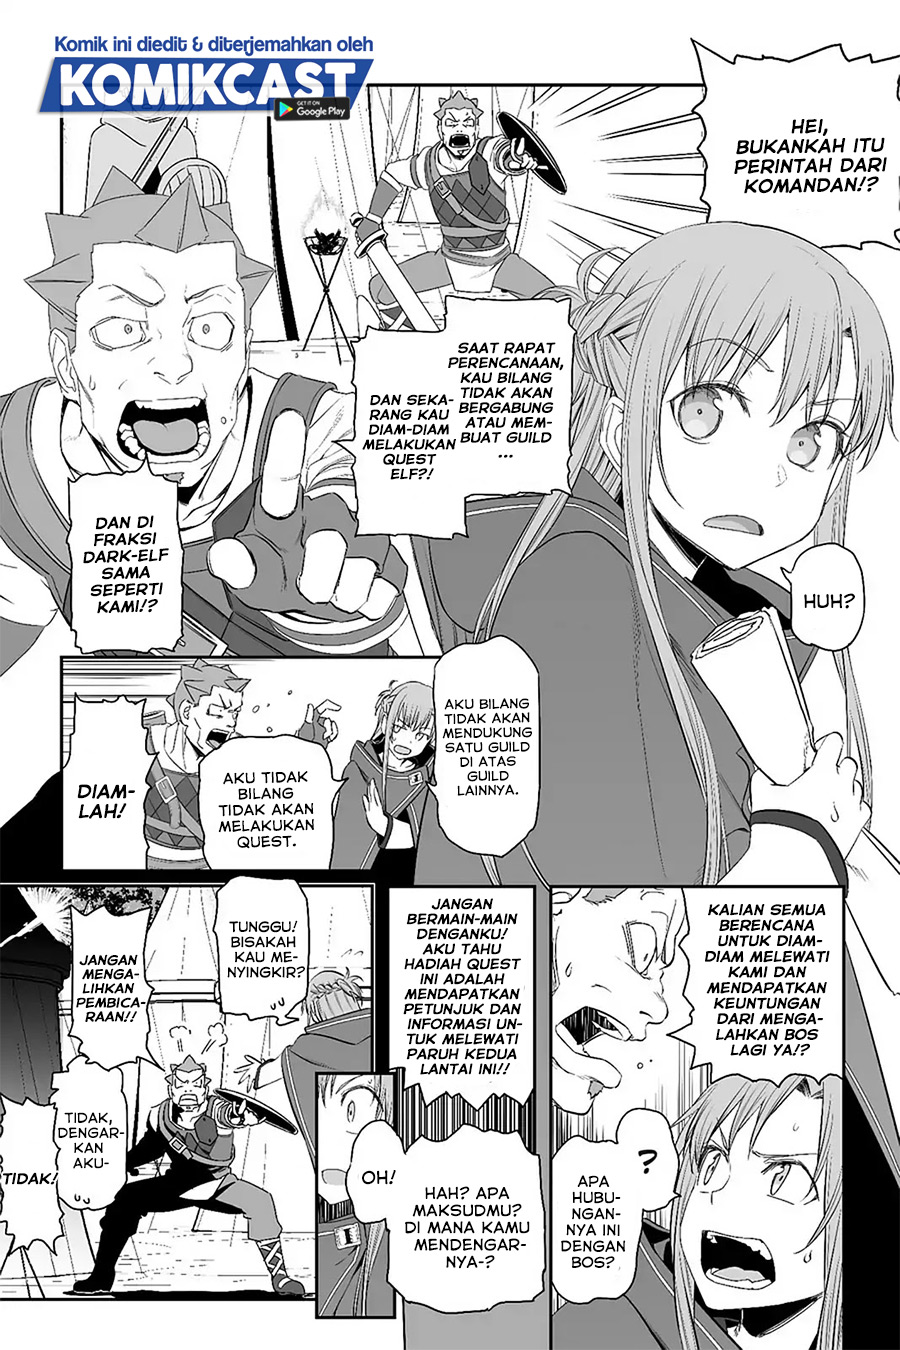 Komik ini diedit & diterjemahkan oleh
KOMIKCAST
GET IT ON
Google Play
HEI,
BUKANKAH ITU
PERINTAH DARI
KOMANDAN!?
SAAT RAPAT
PERENCANAAN,
KAU BILANG
TIDAK AKAN
BERGABUNG
ATAU MEM-
BUAT GUILD
...
DAN SEKA-
RANG KAU
DIAM-DIAM
MELAKUKAN
QUEST
ELF?!
DAN DI
FRAKSI
DARK-ELF
SAMA
SEPERTI
KAMI!?
HUH?
AKU BILANG
TIDAK AKAN
MENDUKUNG
SATU GUILD
DI ATAS
GUILD
LAINNYA.
AKU TIDAK
BILANG
TIDAK AKAN
MELAKUKAN
QUEST.
DIAM-
LAH!
KALIAN SEMUA
BERENCANA
UNTUK DIAM-
DIAM MELEWATI
KAMI DAN
MENDAPATKAN
KEUNTUNGAN
DARI MENGA-
LAHKAN BOS
LAGI YA!?
?
APA
HUBU-
NGAN-
NYA INI
DENGAN
BOS?
JANGAN
BERMAIN-MAIN
DENGANKU!
AKU TAHU
HADIAH QUEST
INI ADALAH
MENDAPATKAN
PETUNJUK DAN
INFORMASI UN-
TUK MELEWATI
PARUH KEDUA
LANTAI INI!!
HAH? APA
MAKSUDMU?
DI MANA KAMU
MENDENGAR-
NYA-?
OH!
TUNGGU!
BISAKAH
KAU ME-
NYINGKIR?
JANGAN
MENGA-
LIHKAN
PEMBICA-
RAAN!!
TIDAK,
DENGAR-
KAN
AKU-
TIDAK!